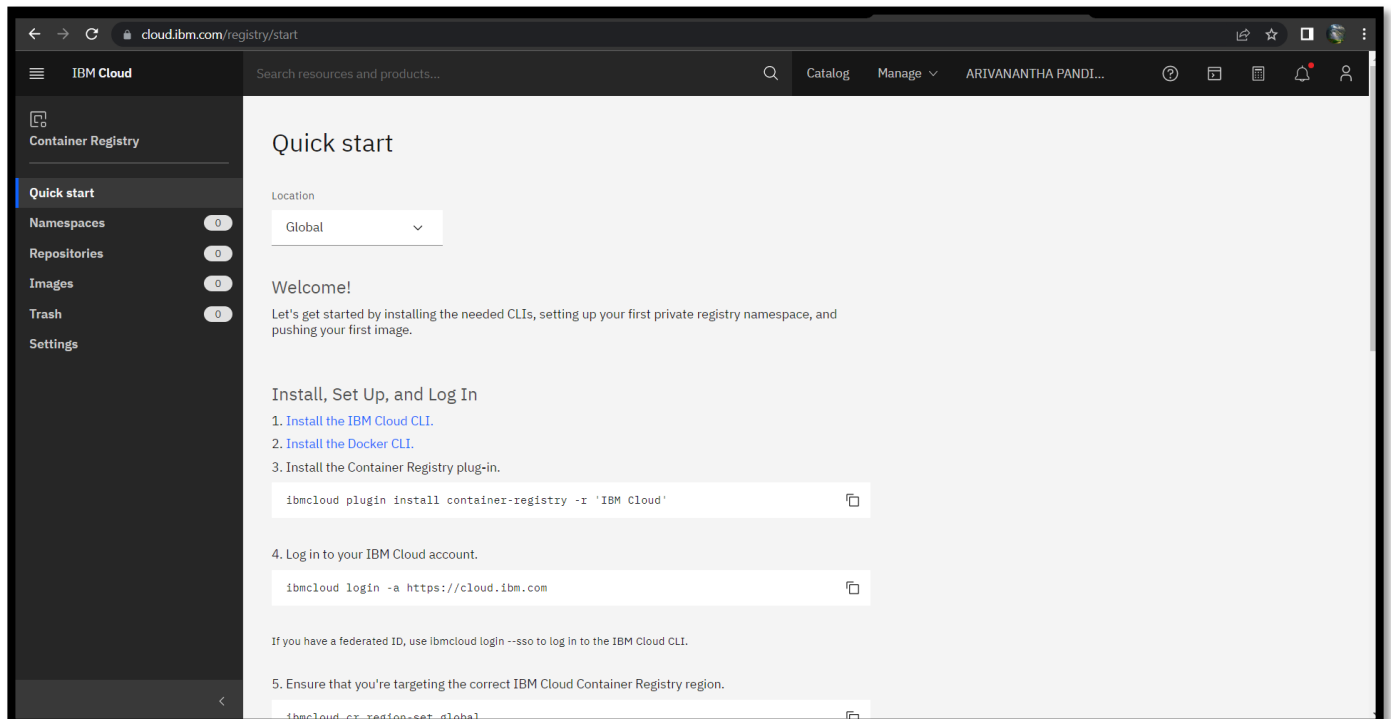 cloud.ibm.com/registry/start
IBM Cloud
Search resources and products...
Catalog
Manage
ARIVANANTHA PANDI...
Container Registry
Quick start
Namespaces 0
Repositories 0
Images 0
Trash 0
Settings
Quick start
Location
Global
Welcome!
Let's get started by installing the needed CLIs, setting up your first private registry namespace, and
pushing your first image.
Install, Set Up, and Log In
1. Install the IBM Cloud CLI.
2. Install the Docker CLI.
3. Install the Container Registry plug-in.
ibmcloud plugin install container-registry -r 'IBM Cloud'
4. Log in to your IBM Cloud account.
ibmcloud login -a https://cloud.ibm.com
If you have a federated ID, use ibmcloud login --sso to log in to the IBM Cloud CLI.
5. Ensure that you're targeting the correct IBM Cloud Container Registry region.
ibmcloud cr region-set global